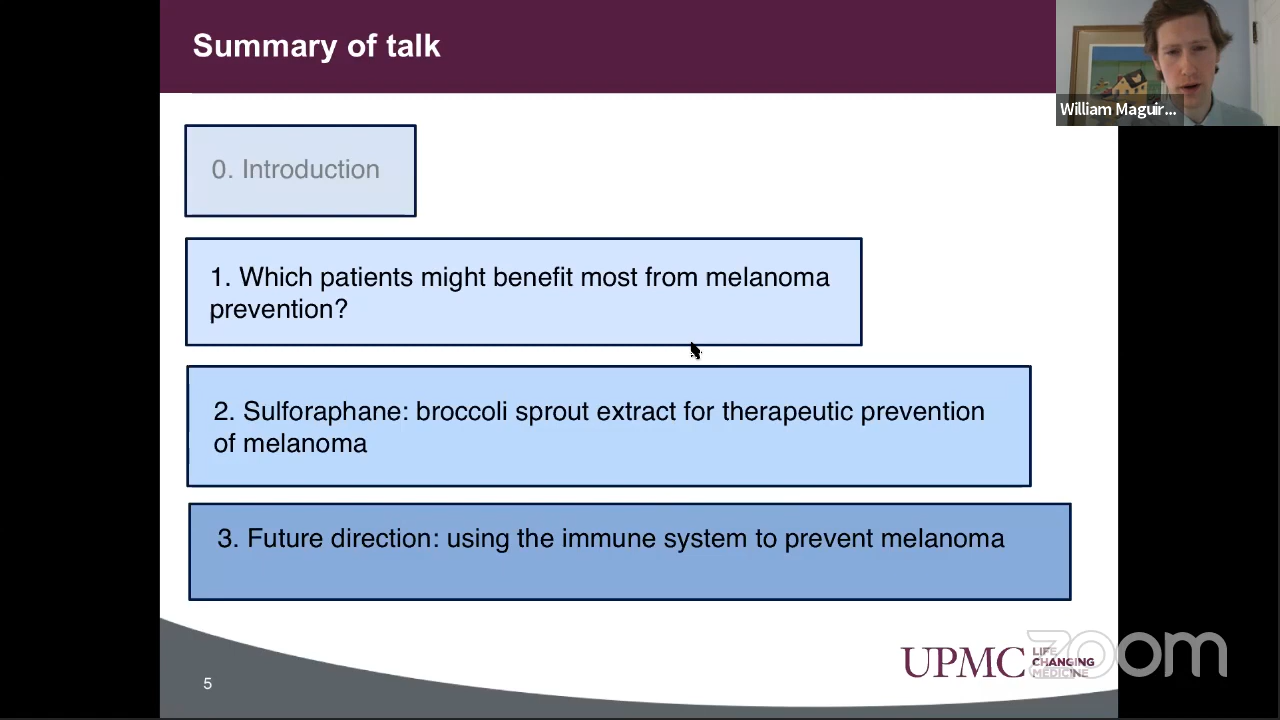 Summary of talk
William Maguir...
0. Introduction
1. Which patients might benefit most from melanoma
prevention?
2. Sulforaphane: broccoli sprout extract for therapeutic prevention
of melanoma
3. Future direction: using the immune system to prevent melanoma
UPMC LIFE
CHANGING
MEDICINE
zoom
5